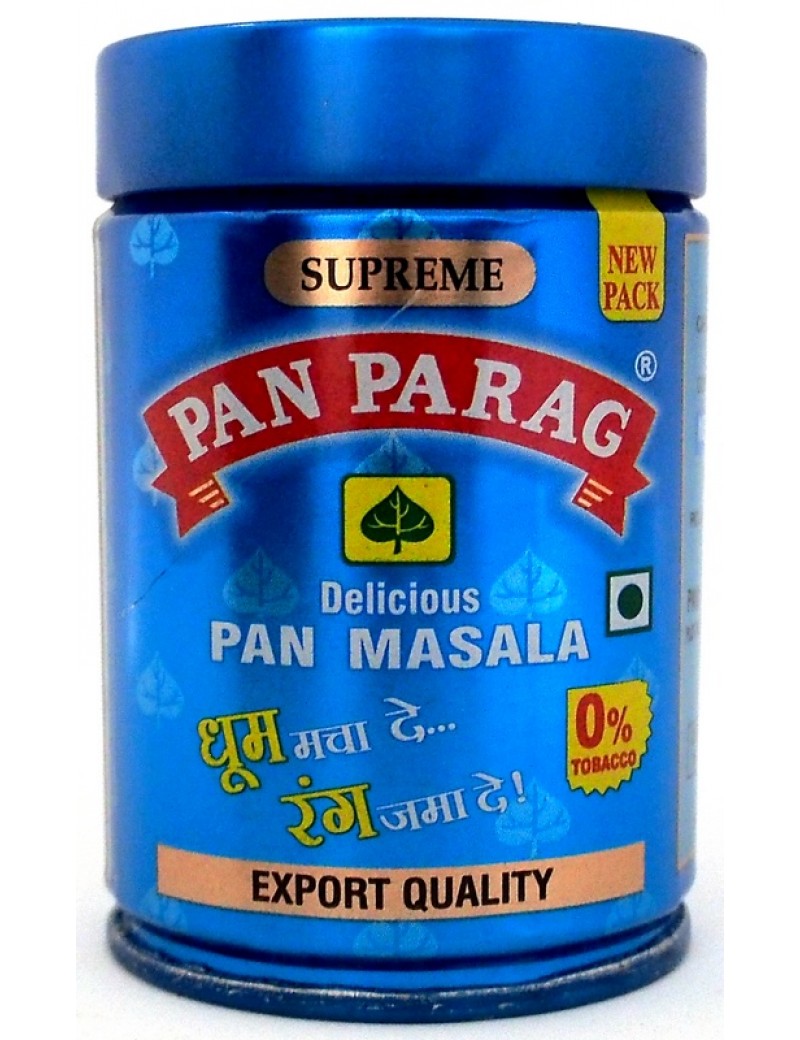 SUPREME
NEW
PACK
PAN PARAG
®
Delicious
PAN MASALA
धूम मचा दे...
रंग जमा दे!
0%
TOBACCO
EXPORT QUALITY